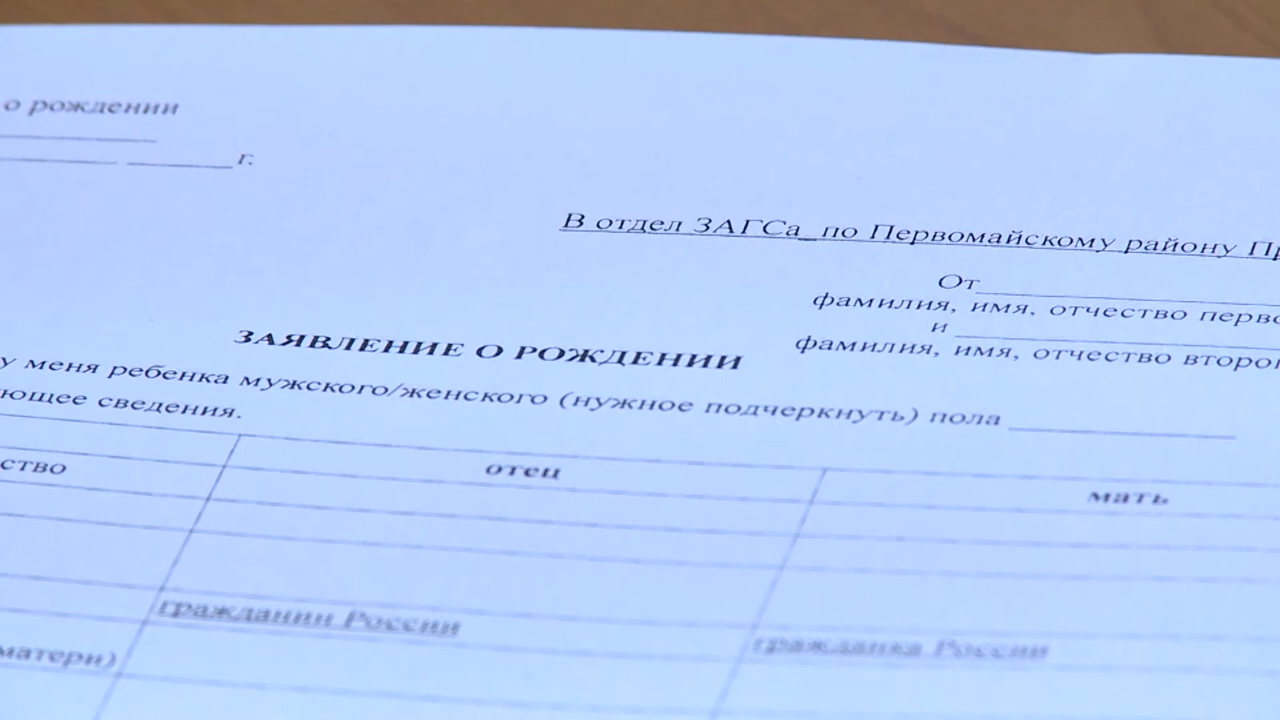 о рождении
г.
В отдел ЗАГСа_ по Первомайскому району
От
фамилия, имя, отчество
и
фамилия, имя, отчество
ЗАЯВЛЕНИЕ О РОЖДЕНИИ
у меня ребенка мужского/женского (нужное подчеркнуть) пола
сведения.
отец
мать
гражданин России
гражданка России
матери)